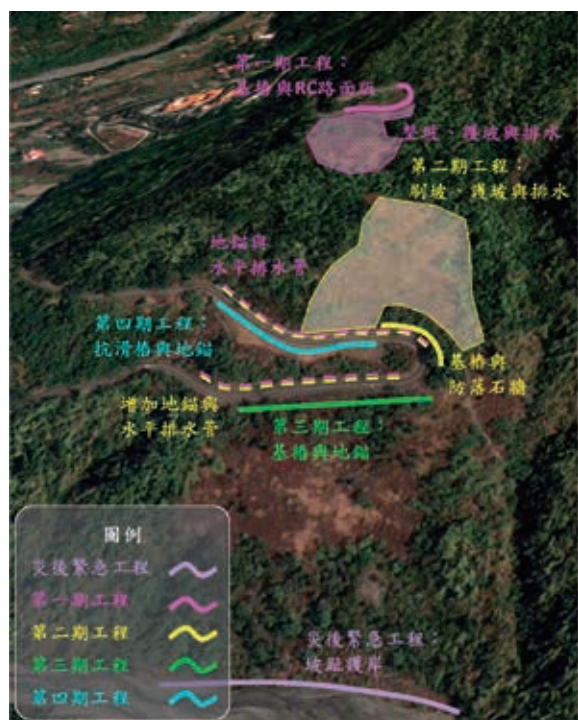 第一期工程：
基樁與RC路面版
整坡、護坡與排水
第二期工程：
刷坡、護坡與排水
地錨與
水平排水管
第四期工程：
抗滑樁與地錨
基樁與
防落石牆
增加地錨與
水平排水管
第三期工程：
基樁與地錨
圖例
災後緊急工程
第一期工程
第二期工程
第三期工程
第四期工程
災後緊急工程：
坡趾護岸